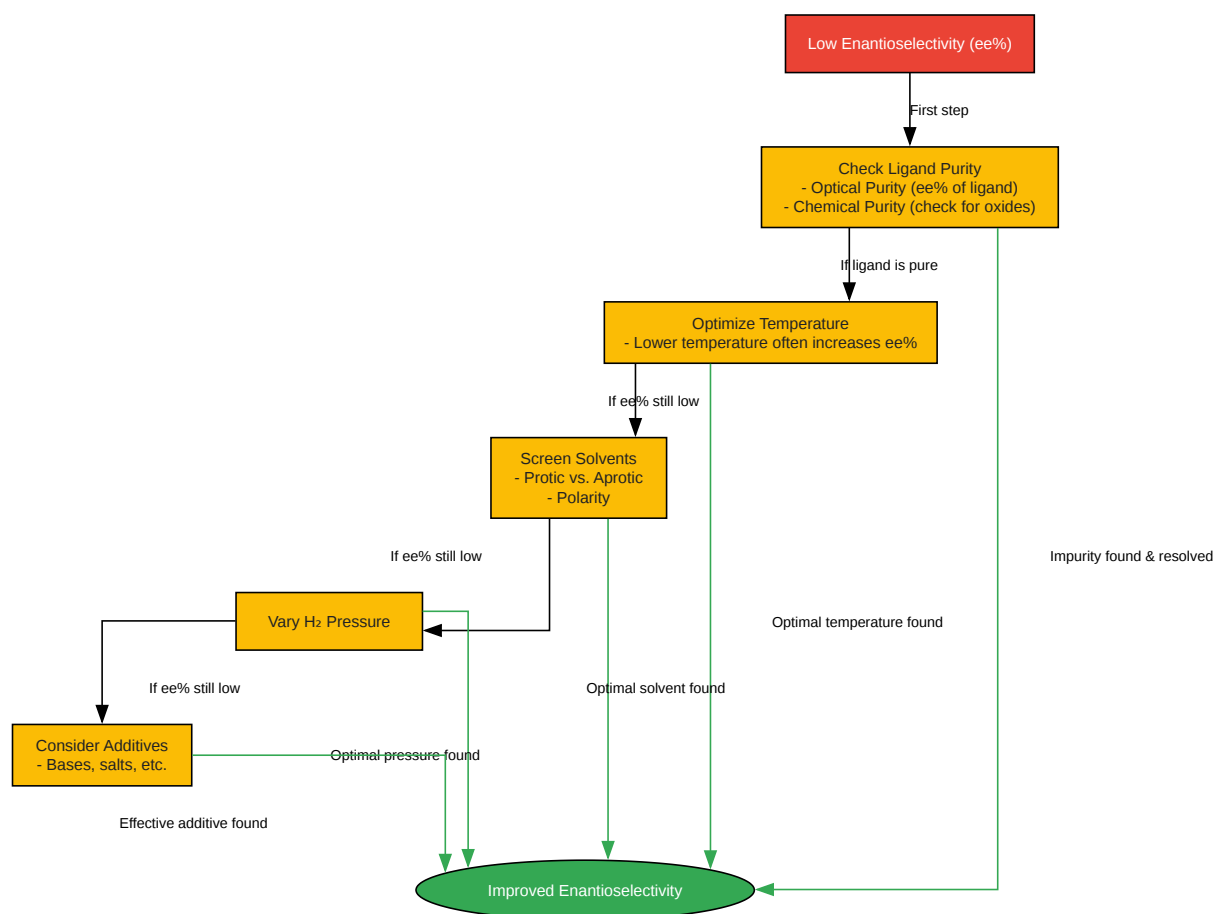 Low Enantioselectivity (ee%)
First step
Check Ligand Purity
- Optical Purity (ee% of ligand)
- Chemical Purity (check for oxides)
If ligand is pure
Optimize Temperature
- Lower temperature often increases ee%
If ee% still low
Screen Solvents
- Protic vs. Aprotic
- Polarity
If ee% still low
Impurity found & resolved
Vary H₂ Pressure
Optimal temperature found
If ee% still low
Optimal solvent found
Consider Additives
- Bases, salts, etc.
Optimal pressure found
Effective additive found
Improved Enantioselectivity